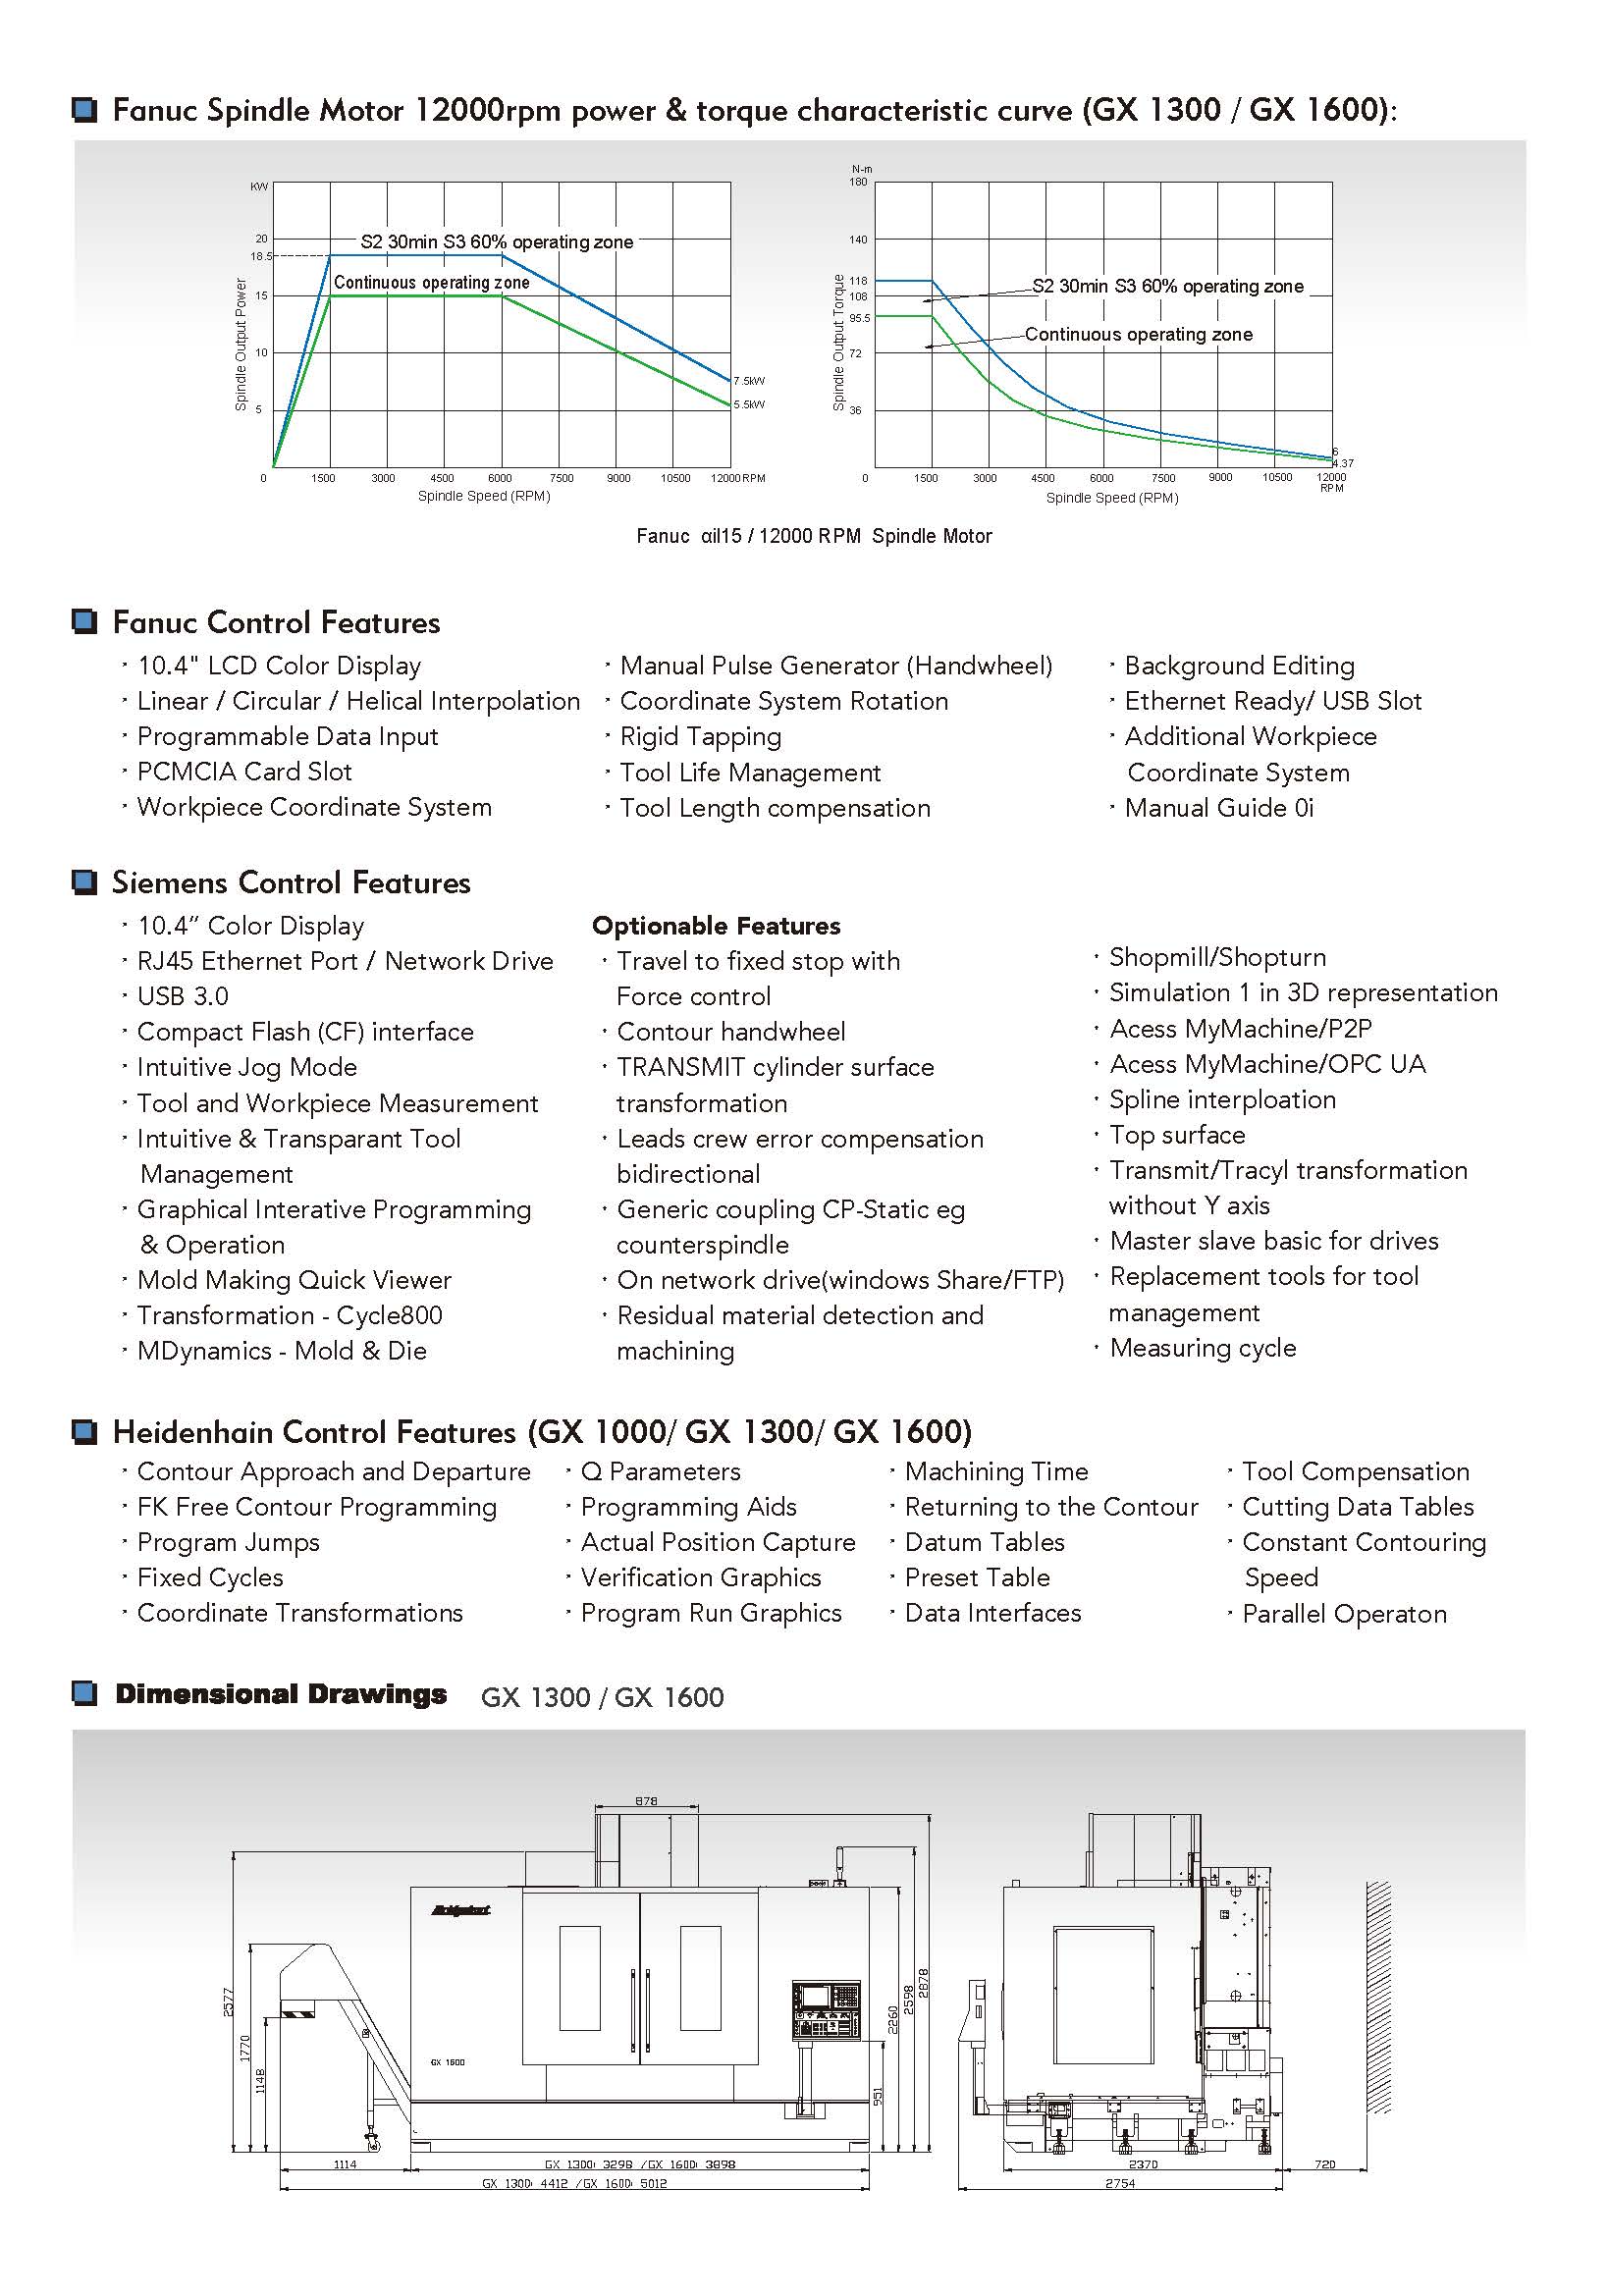 Fanuc Spindle Motor 12000rpm power & torque characteristic curve (GX 1300 / GX 1600):
KW
20
18.5
15
10
5
0
1500
3000
4500
6000
7500
9000
10500
12000RPM
Spindle Output Power
Spindle Speed (RPM)
S2 30min S3 60% operating zone
Continuous operating zone
7.5kW
5.5kW
N-m
180
140
118
108
95.5
72
36
0
1500
3000
4500
6000
7500
9000
10500
12000
RPM
Spindle Output Torque
Spindle Speed (RPM)
S2 30min S3 60% operating zone
Continuous operating zone
6
4.37
Fanuc αil15 / 12000 RPM Spindle Motor
Fanuc Control Features
· 10.4" LCD Color Display
· Linear / Circular / Helical Interpolation
· Programmable Data Input
· PCMCIA Card Slot
· Workpiece Coordinate System
· Manual Pulse Generator (Handwheel)
· Coordinate System Rotation
· Rigid Tapping
· Tool Life Management
· Tool Length compensation
· Background Editing
· Ethernet Ready/ USB Slot
· Additional Workpiece
Coordinate System
· Manual Guide 0i
Siemens Control Features
· 10.4” Color Display
· RJ45 Ethernet Port / Network Drive
· USB 3.0
· Compact Flash (CF) interface
· Intuitive Jog Mode
· Tool and Workpiece Measurement
· Intuitive & Transparant Tool
Management
· Graphical Interative Programming
& Operation
· Mold Making Quick Viewer
· Transformation - Cycle800
· MDynamics - Mold & Die
Optionable Features
· Travel to fixed stop with
Force control
· Contour handwheel
· TRANSMIT cylinder surface
transformation
· Leads crew error compensation
bidirectional
· Generic coupling CP-Static eg
counterspindle
· On network drive(windows Share/FTP)
· Residual material detection and
machining
· Shopmill/Shopturn
· Simulation 1 in 3D representation
· Acess MyMachine/P2P
· Acess MyMachine/OPC UA
· Spline interploation
· Top surface
· Transmit/Tracyl transformation
without Y axis
· Master slave basic for drives
· Replacement tools for tool
management
· Measuring cycle
Heidenhain Control Features (GX 1000/ GX 1300/ GX 1600)
· Contour Approach and Departure
· FK Free Contour Programming
· Program Jumps
· Fixed Cycles
· Coordinate Transformations
· Q Parameters
· Programming Aids
· Actual Position Capture
· Verification Graphics
· Program Run Graphics
· Machining Time
· Returning to the Contour
· Datum Tables
· Preset Table
· Data Interfaces
· Tool Compensation
· Cutting Data Tables
· Constant Contouring
Speed
· Parallel Operaton
Dimensional Drawings GX 1300 / GX 1600
878
2577
1770
1148
Bridgeport
GX 1600
951
2260
2598
2878
1114
GX 1300: 3298 /GX 1600: 3898
GX 1300: 4412 /GX 1600: 5012
2370
720
2754